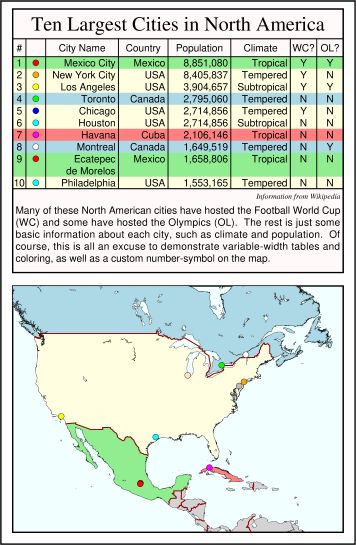 Ten Largest Cities in North America
# City Name Country Population Climate WC? OL?
1 Mexico City Mexico 8,851,080 Tropical Y Y
2 New York City USA 8,405,837 Tempered Y N
3 Los Angeles USA 3,904,657 Subtropical Y Y
4 Toronto Canada 2,795,060 Tempered N N
5 Chicago USA 2,714,856 Tempered Y N
6 Houston USA 2,714,856 Subtropical N N
7 Havana Cuba 2,106,146 Tropical N N
8 Montreal Canada 1,649,519 Tempered N Y
9 Ecatepec Mexico 1,658,806 Tropical N N
de Morelos
10 Philadelphia USA 1,553,165 Tempered N N
Information from Wikipedia
Many of these North American cities have hosted the Football World Cup
(WC) and some have hosted the Olympics (OL). The rest is just some
basic information about each city, such as climate and population. Of
course, this is all an excuse to demonstrate variable-width tables and
coloring, as well as a custom number-symbol on the map.